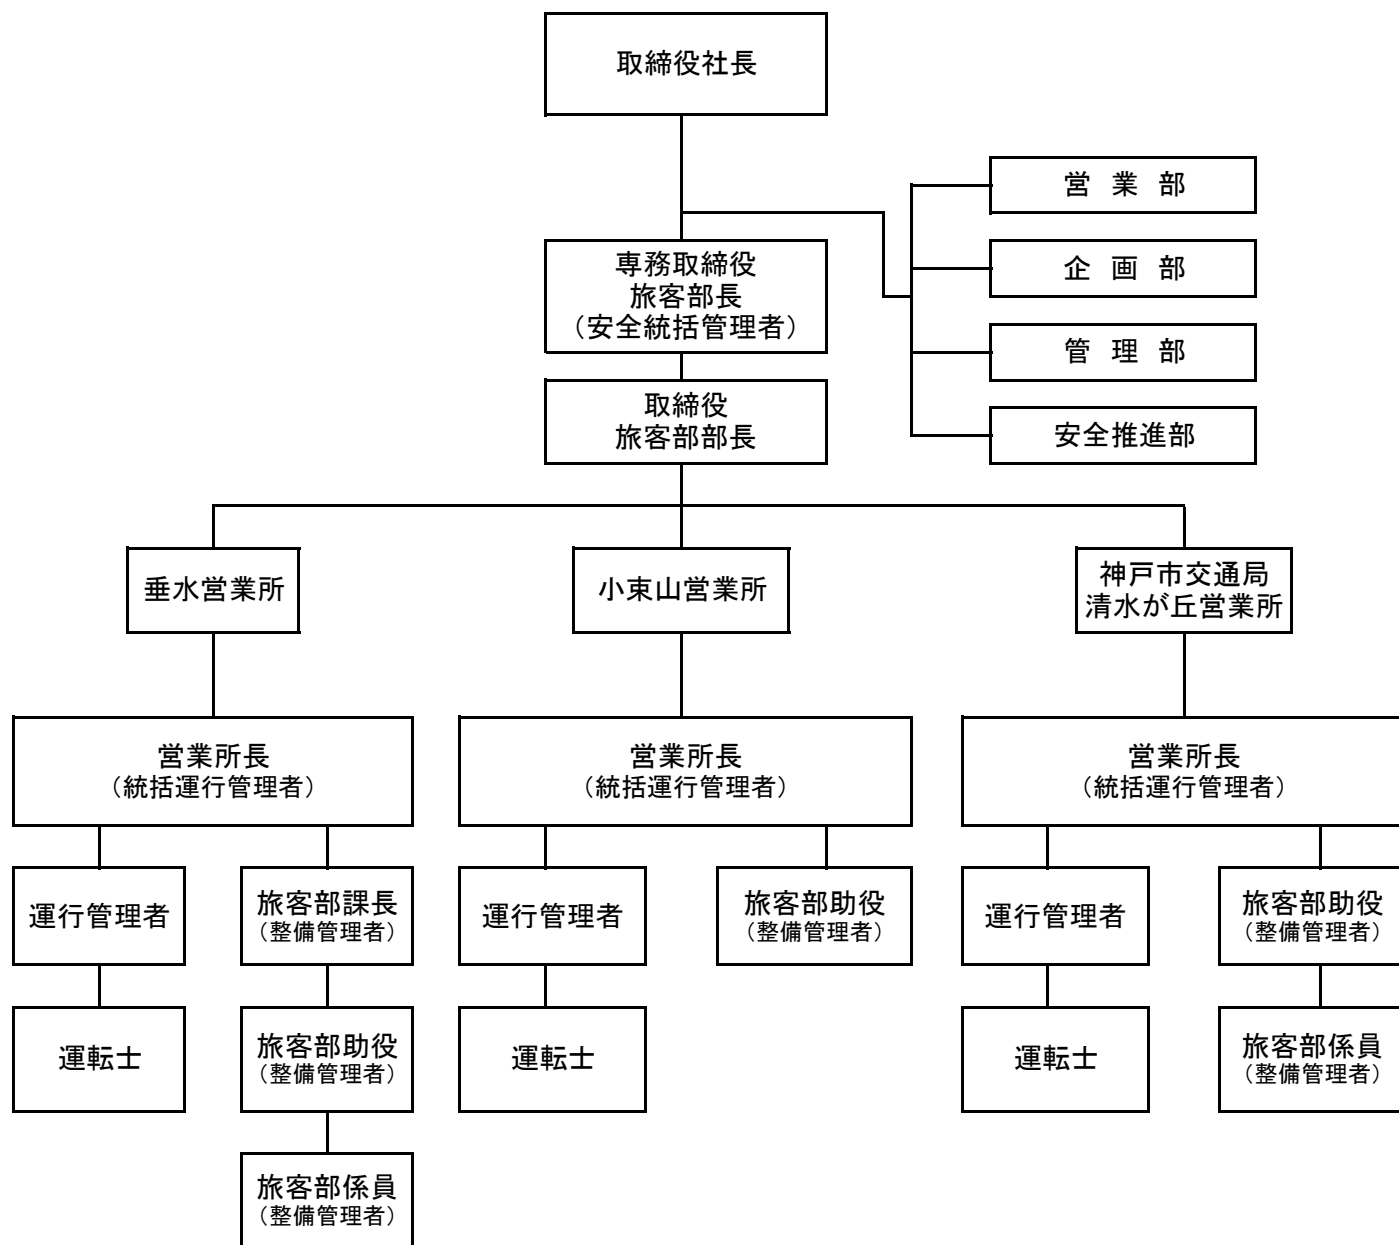 取締役社長
営 業 部
企 画 部
管 理 部
安全推進部
専務取締役
旅客部長
（安全統括管理者）
取締役
旅客部部長
垂水営業所
小束山営業所
神戸市交通局
清水が丘営業所
営業所長
（統括運行管理者）
営業所長
（統括運行管理者）
営業所長
（統括運行管理者）
運行管理者
旅客部課長
（整備管理者）
運行管理者
旅客部助役
（整備管理者）
運行管理者
旅客部助役
（整備管理者）
運転士
旅客部助役
（整備管理者）
運転士
運転士
旅客部係員
（整備管理者）
旅客部係員
（整備管理者）